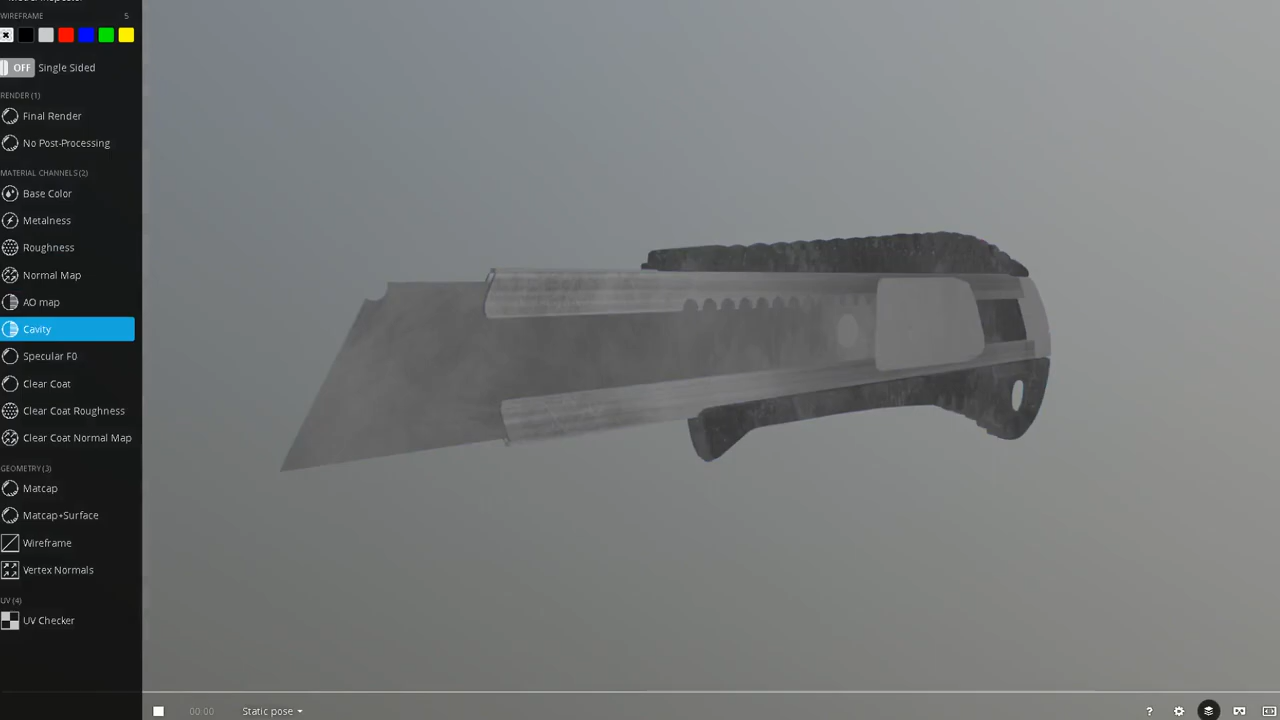 WIREFRAME 5
OFF Single Sided
RENDER (1)
Final Render
No Post-Processing
MATERIAL CHANNELS (2)
Base Color
Metalness
Roughness
Normal Map
AO map
Cavity
Specular F0
Clear Coat
Clear Coat Roughness
Clear Coat Normal Map
GEOMETRY (3)
Matcap
Matcap+Surface
Wireframe
Vertex Normals
UV (4)
UV Checker
00:00 Static pose ?